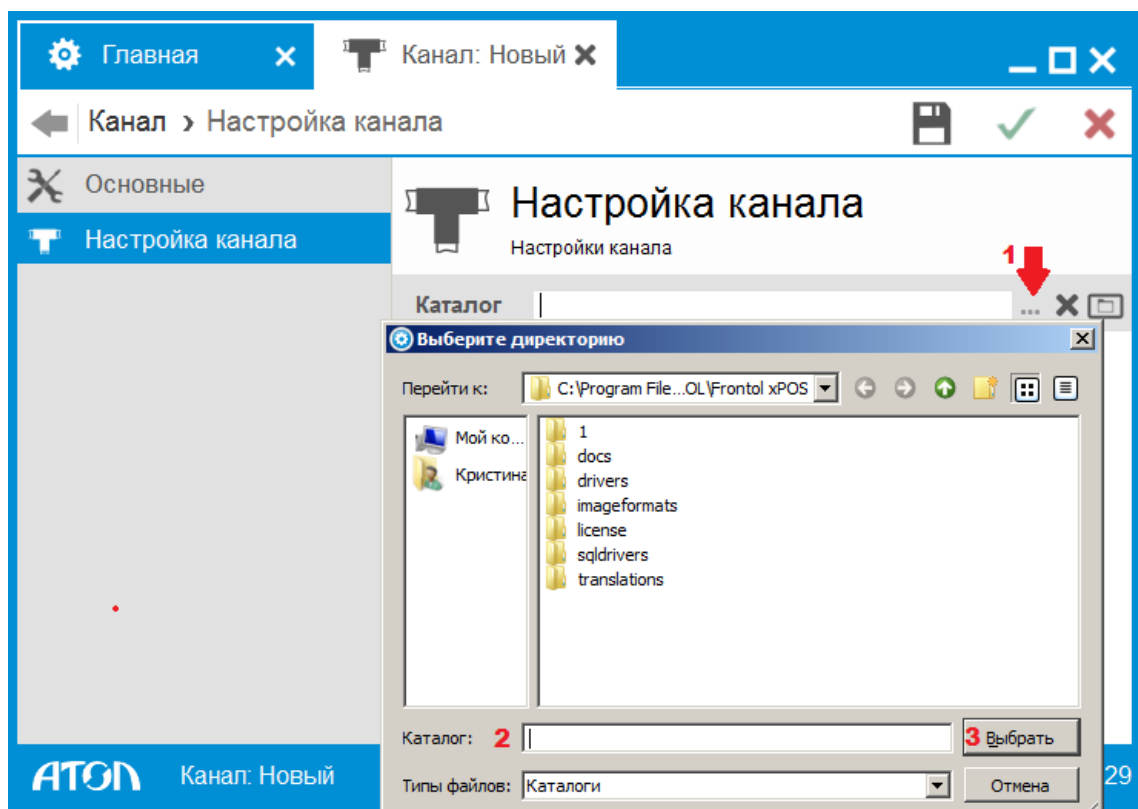 Главная
Канал: Новый
Канал › Настройка канала
Основные
Настройка канала
Настройка канала
Настройки канала
1
Каталог
...
Выберите директорию
Перейти к: C:\Program File...OL\Frontol xPOS
Мой ко...
Кристина
1
docs
drivers
imageformats
license
sqldrivers
translations
Каталог: 2
3 Выбрать
Типы файлов: Каталоги
Отмена
АТОЛ
Канал: Новый
29